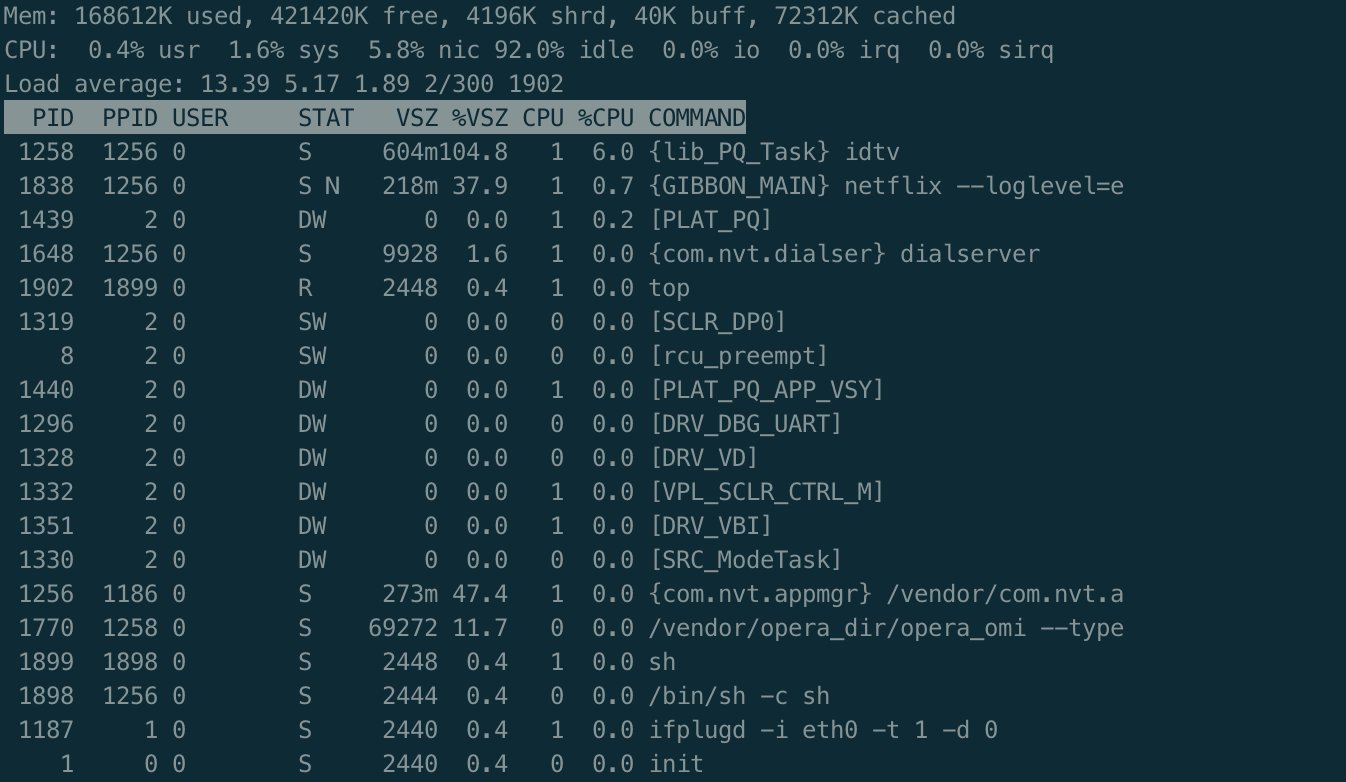 Mem: 168612K used, 421420K free, 4196K shrd, 40K buff, 72312K cached
CPU:  0.4% usr  1.6% sys  5.8% nic 92.0% idle  0.0% io  0.0% irq  0.0% sirq
Load average: 13.39 5.17 1.89 2/300 1902
  PID  PPID USER     STAT   VSZ %VSZ CPU %CPU COMMAND
 1258  1256 0        S     604m104.8   1  6.0 {lib_PQ_Task} idtv
 1838  1256 0        S N   218m 37.9   1  0.7 {GIBBON_MAIN} netflix --loglevel=e
 1439     2 0        DW       0  0.0   1  0.2 [PLAT_PQ]
 1648  1256 0        S     9928  1.6   1  0.0 {com.nvt.dialser} dialserver
 1902  1899 0        R     2448  0.4   1  0.0 top
 1319     2 0        SW       0  0.0   0  0.0 [SCLR_DP0]
    8     2 0        SW       0  0.0   0  0.0 [rcu_preempt]
 1440     2 0        DW       0  0.0   1  0.0 [PLAT_PQ_APP_VSY]
 1296     2 0        DW       0  0.0   0  0.0 [DRV_DBG_UART]
 1328     2 0        DW       0  0.0   0  0.0 [DRV_VD]
 1332     2 0        DW       0  0.0   1  0.0 [VPL_SCLR_CTRL_M]
 1351     2 0        DW       0  0.0   1  0.0 [DRV_VBI]
 1330     2 0        DW       0  0.0   0  0.0 [SRC_ModeTask]
 1256  1186 0        S     273m 47.4   1  0.0 {com.nvt.appmgr} /vendor/com.nvt.a
 1770  1258 0        S    69272 11.7   0  0.0 /vendor/opera_dir/opera_omi --type
 1899  1898 0        S     2448  0.4   1  0.0 sh
 1898  1256 0        S     2444  0.4   0  0.0 /bin/sh -c sh
 1187     1 0        S     2440  0.4   1  0.0 ifplugd -i eth0 -t 1 -d 0
    1     0 0        S     2440  0.4   0  0.0 init